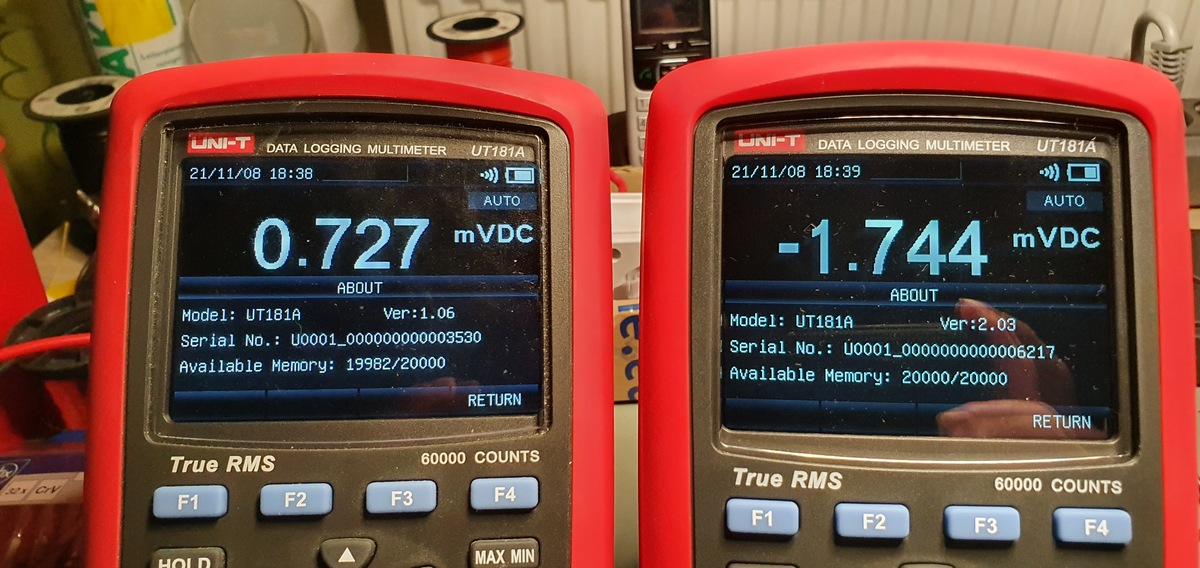 UNI-T DATA LOGGING MULTIMETER UT181A
21/11/08 18:38
AUTO
0.727 mVDC
ABOUT
Model: UT181A Ver:1.06
Serial No.: U0001_000000000003530
Available Memory: 19982/20000
RETURN
True RMS 60000 COUNTS
F1 F2 F3 F4
HOLD MAX MIN
UNI-T DATA LOGGING MULTIMETER UT181A
21/11/08 18:39
AUTO
-1.744 mVDC
ABOUT
Model: UT181A Ver:2.03
Serial No.: U0001_0000000000006217
Available Memory: 20000/20000
RETURN
True RMS 60000 COUNTS
F1 F2 F3 F4
CrV